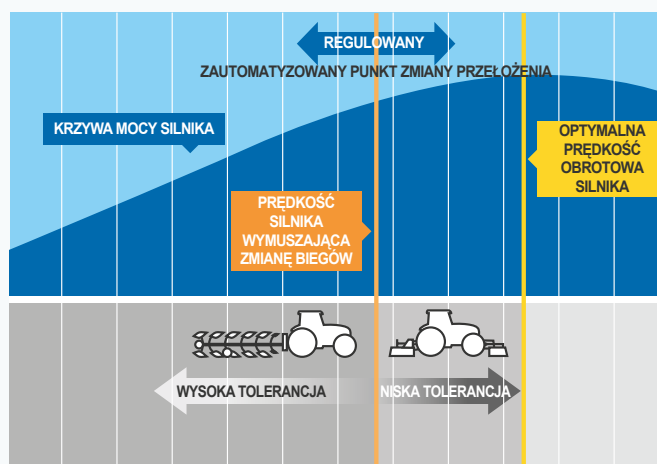 REGULOWANY
ZAUTOMATYZOWANY PUNKT ZMIANY PRZEŁOŻENIA
KRZYWA MOCY SILNIKA
OPTYMALNA
PRĘDKOŚĆ
OBROTOWA
SILNIKA
PRĘDKOŚĆ
SILNIKA
WYMUSZAJĄCA
ZMIANĘ BIEGÓW
WYSOKA TOLERANCJA
NISKA TOLERANCJA